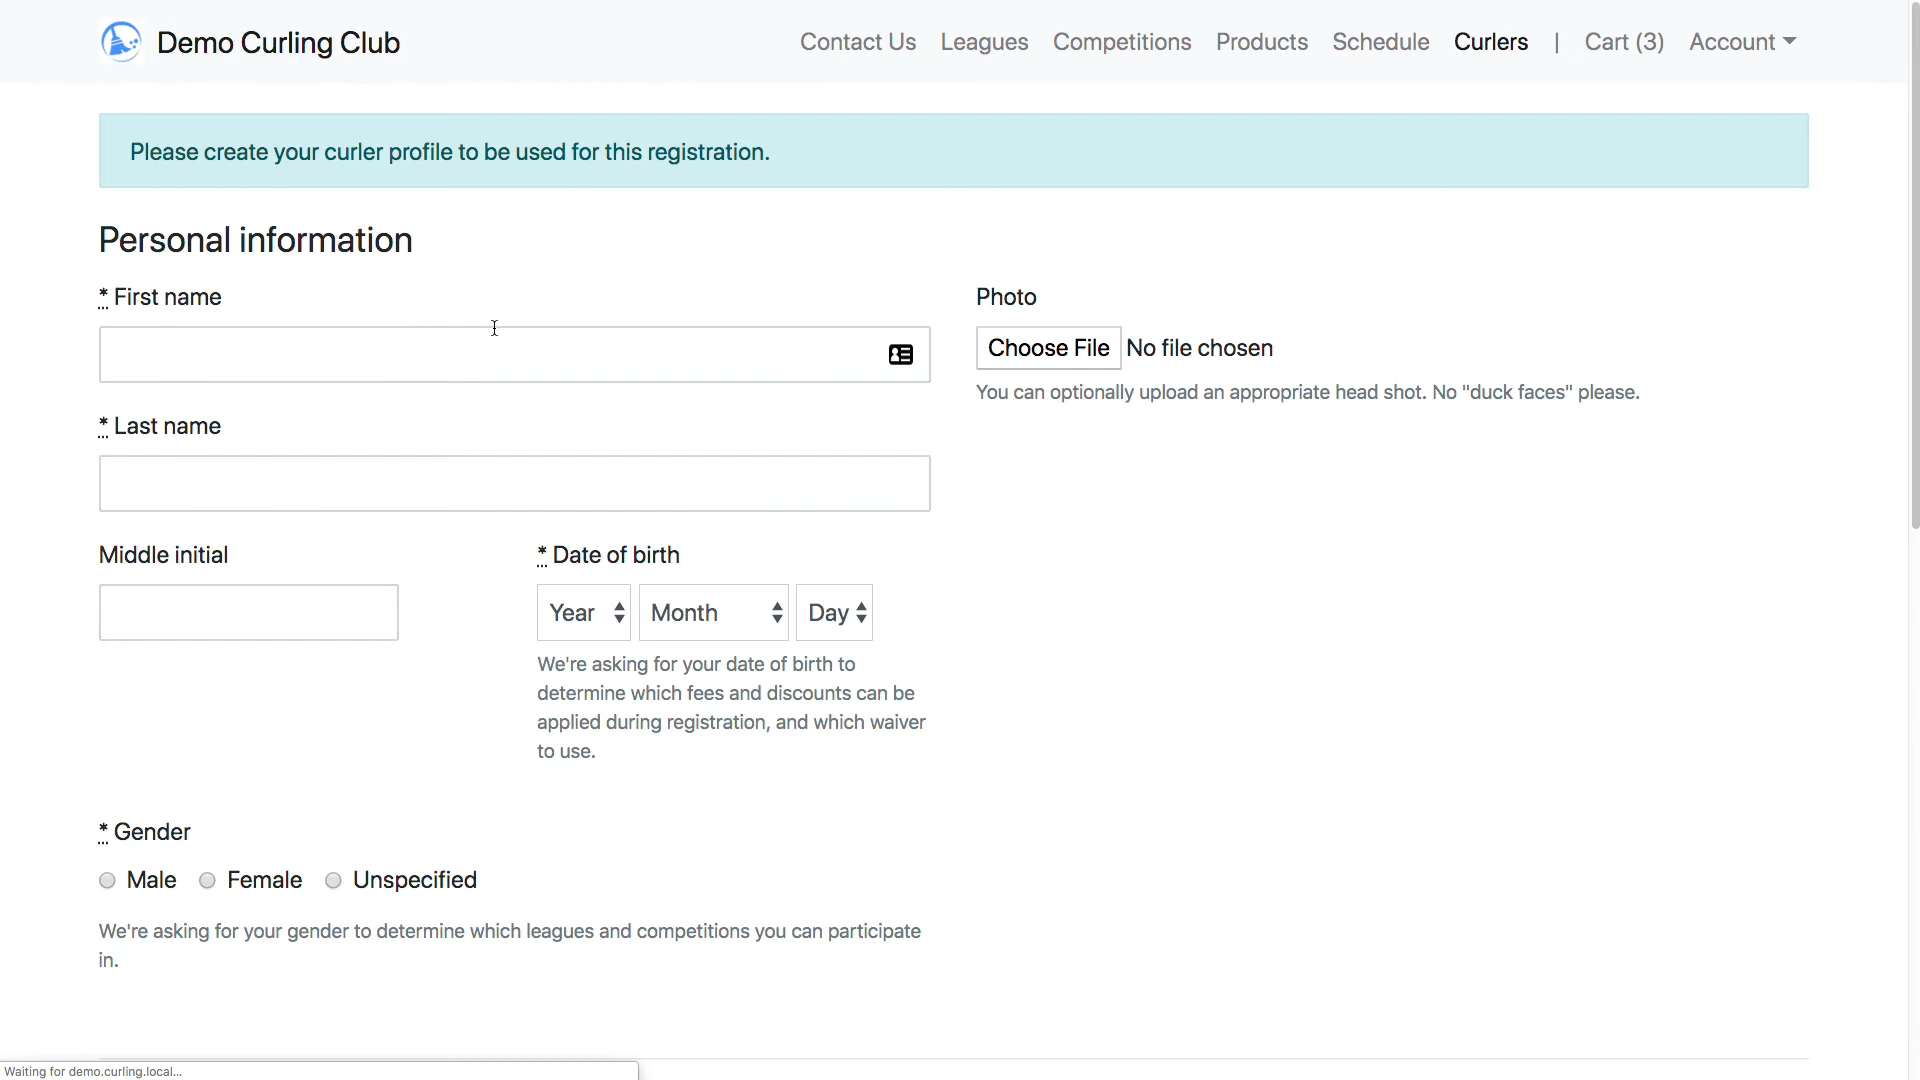 Demo Curling Club
Contact Us Leagues Competitions Products Schedule Curlers | Cart (3) Account
Please create your curler profile to be used for this registration.
Personal information
* First name
Photo
Choose File No file chosen
You can optionally upload an appropriate head shot. No "duck faces" please.
* Last name
Middle initial
* Date of birth
Year Month Day
We're asking for your date of birth to
determine which fees and discounts can be
applied during registration, and which waiver
to use.
* Gender
Male Female Unspecified
We're asking for your gender to determine which leagues and competitions you can participate
in.
Waiting for demo.curling.local...